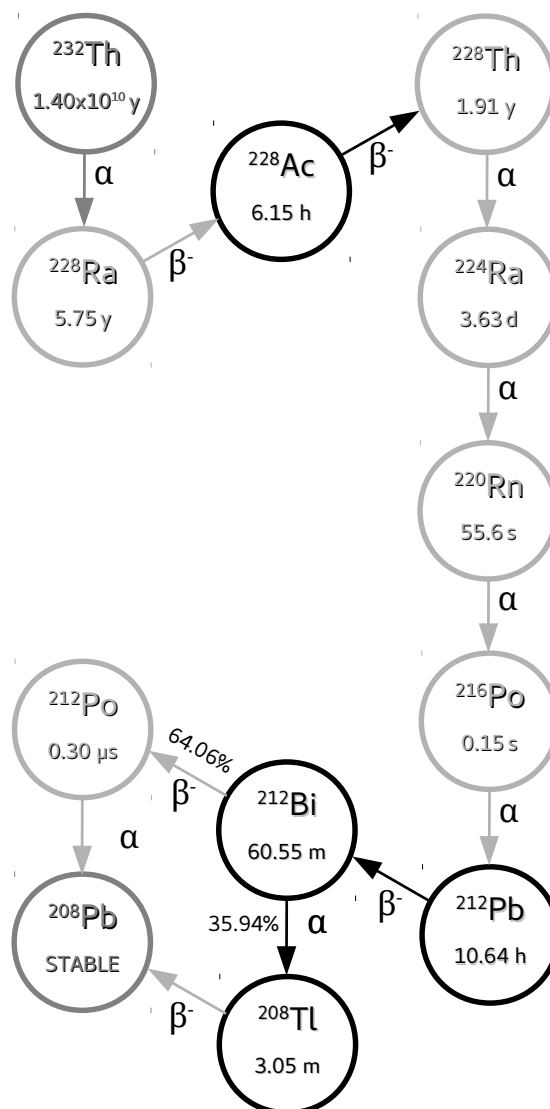 ²³²Th
1.40x10¹⁰ y
α
²²⁸Ra
5.75 y
β⁻
²²⁸Ac
6.15 h
β⁻
²²⁸Th
1.91 y
α
²²⁴Ra
3.63 d
α
²²⁰Rn
55.6 s
α
²¹⁶Po
0.15 s
α
²¹²Pb
10.64 h
β⁻
²¹²Bi
60.55 m
64.06%
β⁻
²¹²Po
0.30 µs
α
35.94%
α
²⁰⁸Tl
3.05 m
β⁻
²⁰⁸Pb
STABLE